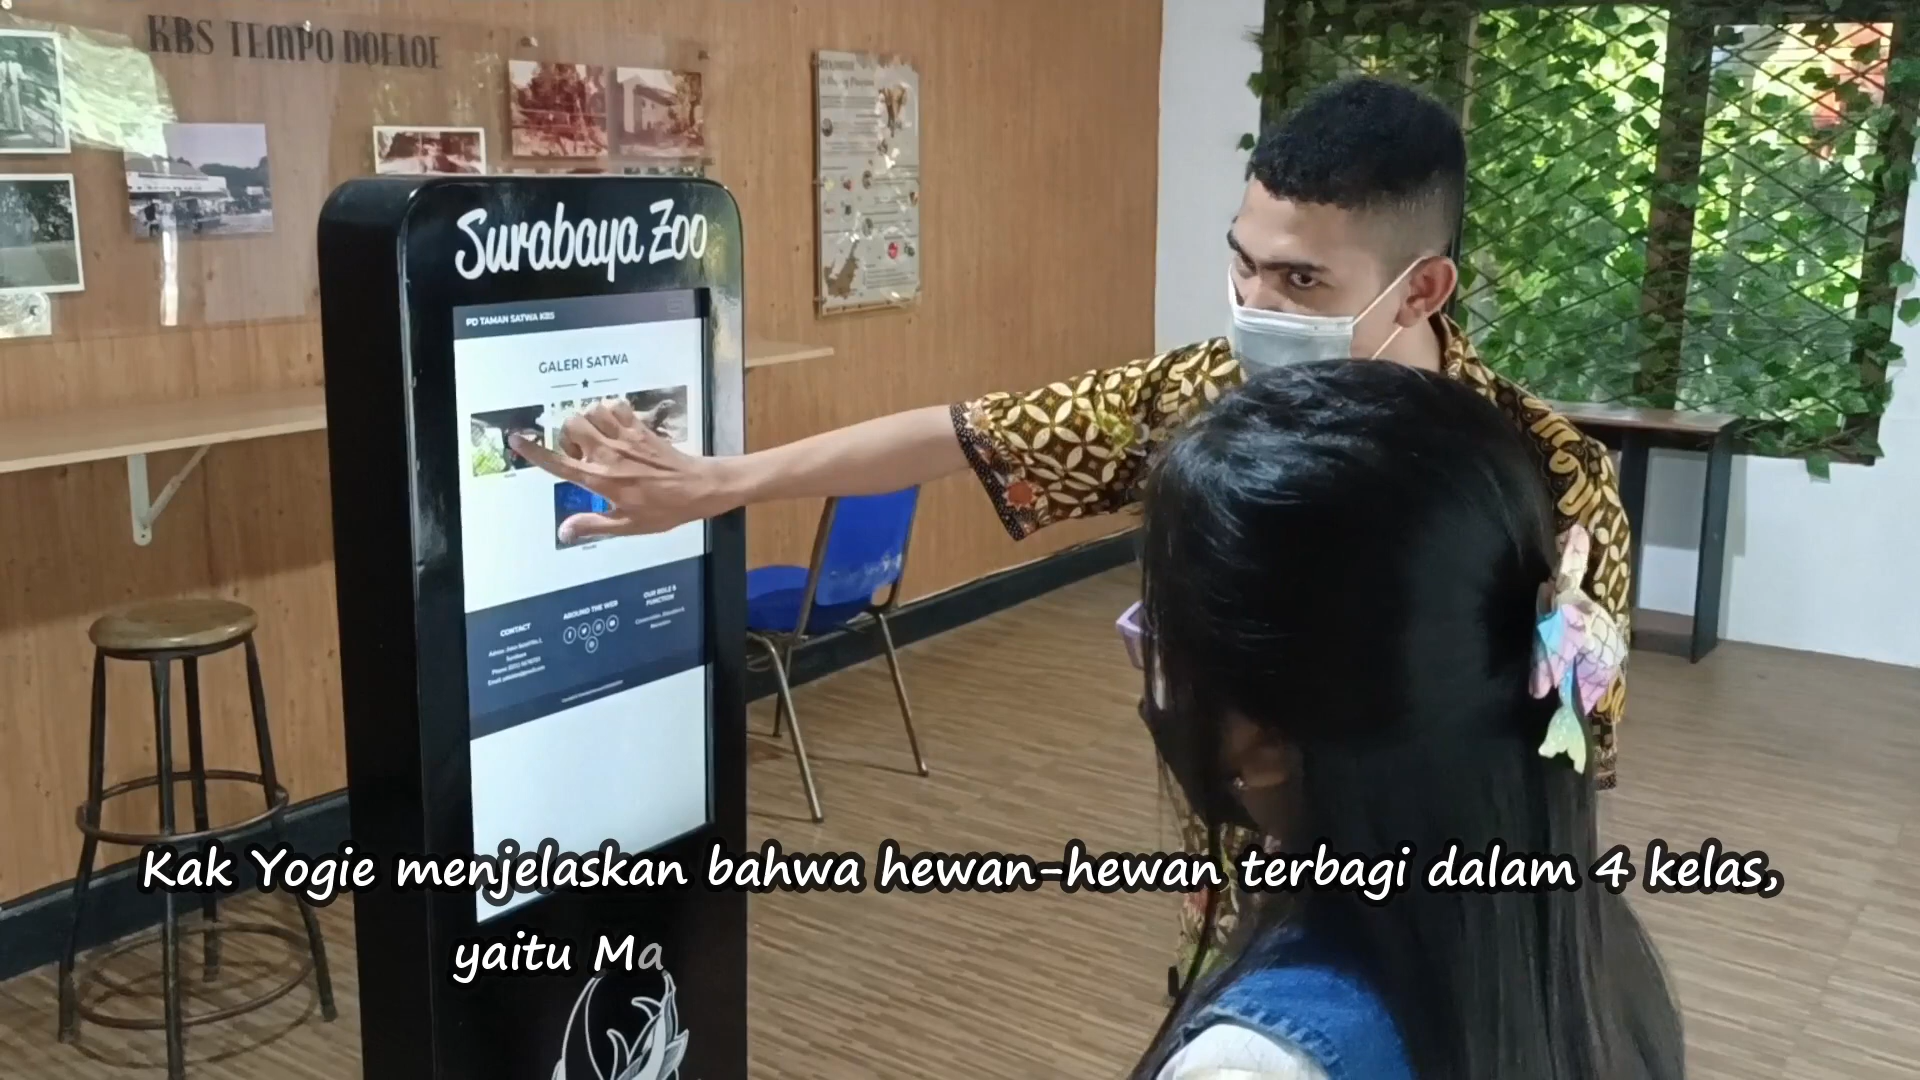 KBS TEMPO DOELOE
Surabaya Zoo
PD TAMAN SATWA KBS
GALERI SATWA
CONTACT
AROUND THE WEB
OUR ROLE &
FUNCTION
Kak Yogie menjelaskan bahwa hewan-hewan terbagi dalam 4 kelas,
yaitu Ma